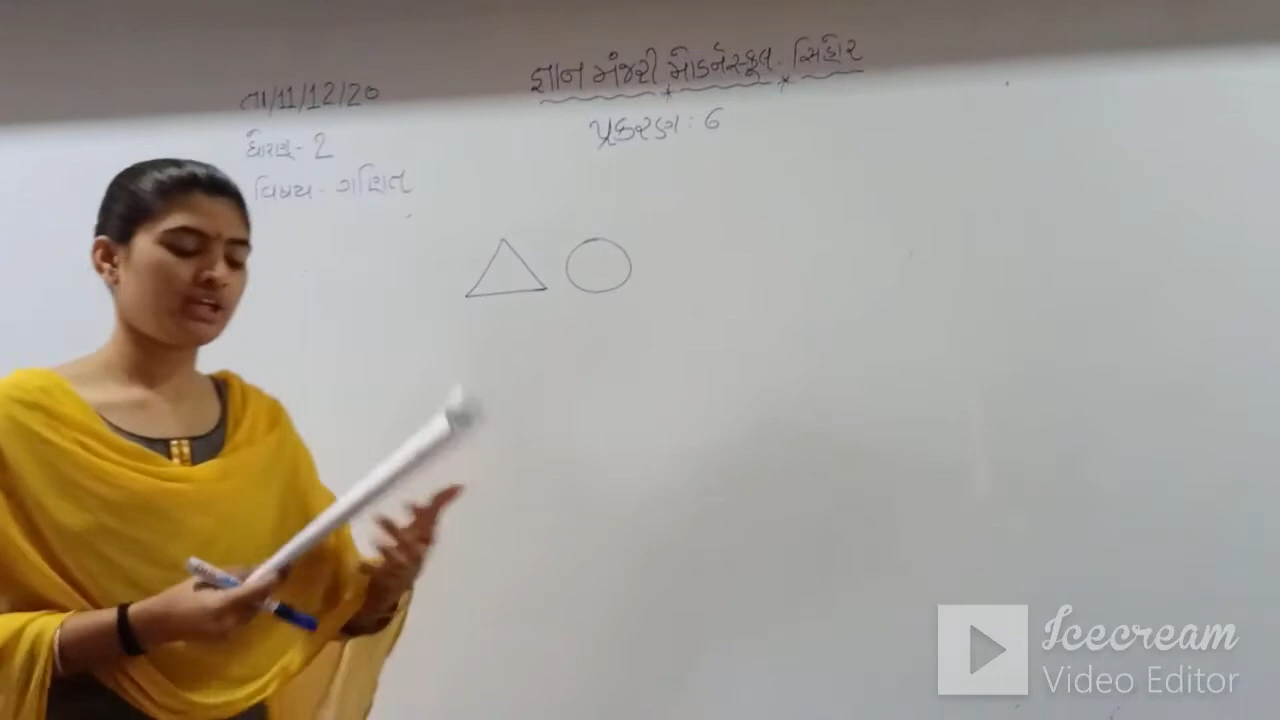 જ્ઞાન મંજરી મોડર્ન સ્કૂલ. સિહોર
તા/11/12/20
પ્રકરણ : 6
ધોરણ - 2
વિષય - ગણિત
Icecream
Video Editor